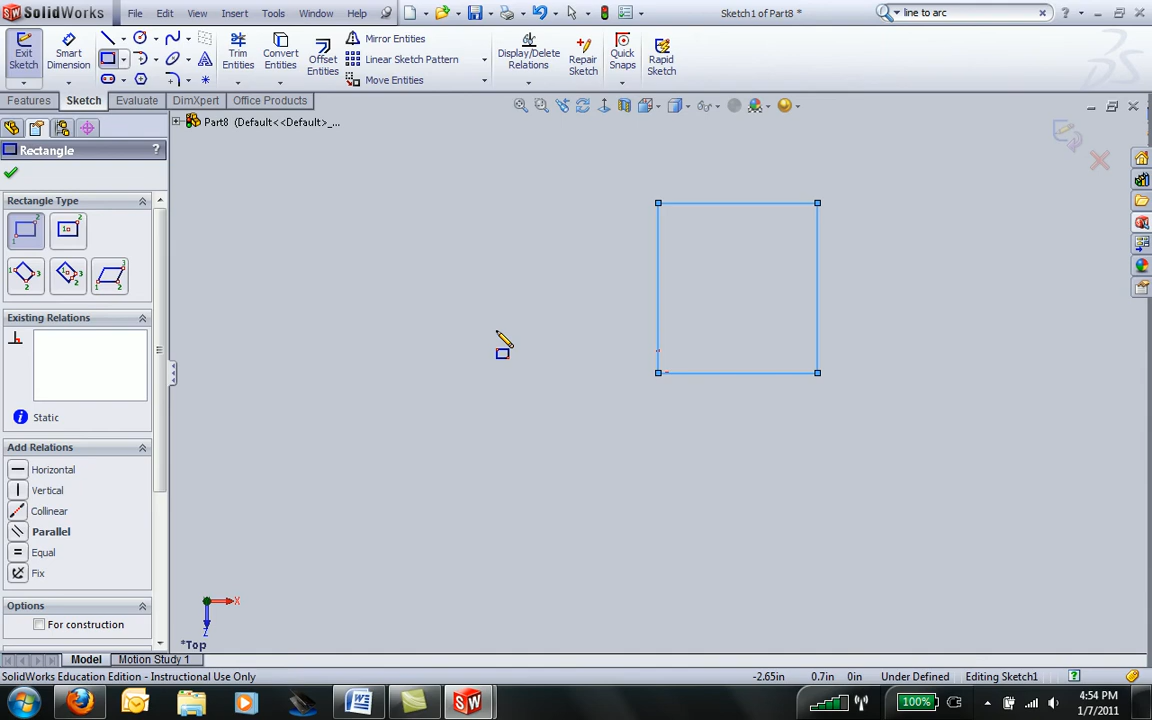 SolidWorks File Edit View Insert Tools Window Help Sketch1 of Part8 * line to arc ?
Exit Sketch Smart Dimension Trim Entities Convert Entities Offset Entities Mirror Entities Linear Sketch Pattern Move Entities Display/Delete Relations Repair Sketch Quick Snaps Rapid Sketch
Features Sketch Evaluate DimXpert Office Products
Part8 (Default<<Default>_...
Rectangle ?
Rectangle Type
Existing Relations
Static
Add Relations
Horizontal
Vertical
Collinear
Parallel
Equal
Fix
Options
For construction
X
Z
*Top
Model Motion Study 1
SolidWorks Education Edition - Instructional Use Only -2.65in 0.7in 0in Under Defined Editing Sketch1 ?
100% 4:54 PM
1/7/2011